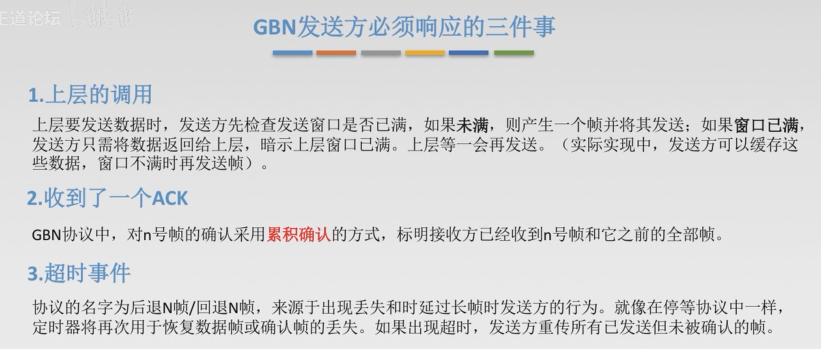 王道论坛
GBN发送方必须响应的三件事
1.上层的调用
上层要发送数据时，发送方先检查发送窗口是否已满，如果未满，则产生一个帧并将其发送；如果窗口已满，
发送方只需将数据返回给上层，暗示上层窗口已满。上层等一会再发送。（实际实现中，发送方可以缓存这
些数据，窗口不满时再发送帧）。
2.收到了一个ACK
GBN协议中，对n号帧的确认采用累积确认的方式，标明接收方已经收到n号帧和它之前的全部帧。
3.超时事件
协议的名字为后退N帧/回退N帧，来源于出现丢失和时延过长帧时发送方的行为。就像在停等协议中一样，
定时器将再次用于恢复数据帧或确认帧的丢失。如果出现超时，发送方重传所有已发送但未被确认的帧。